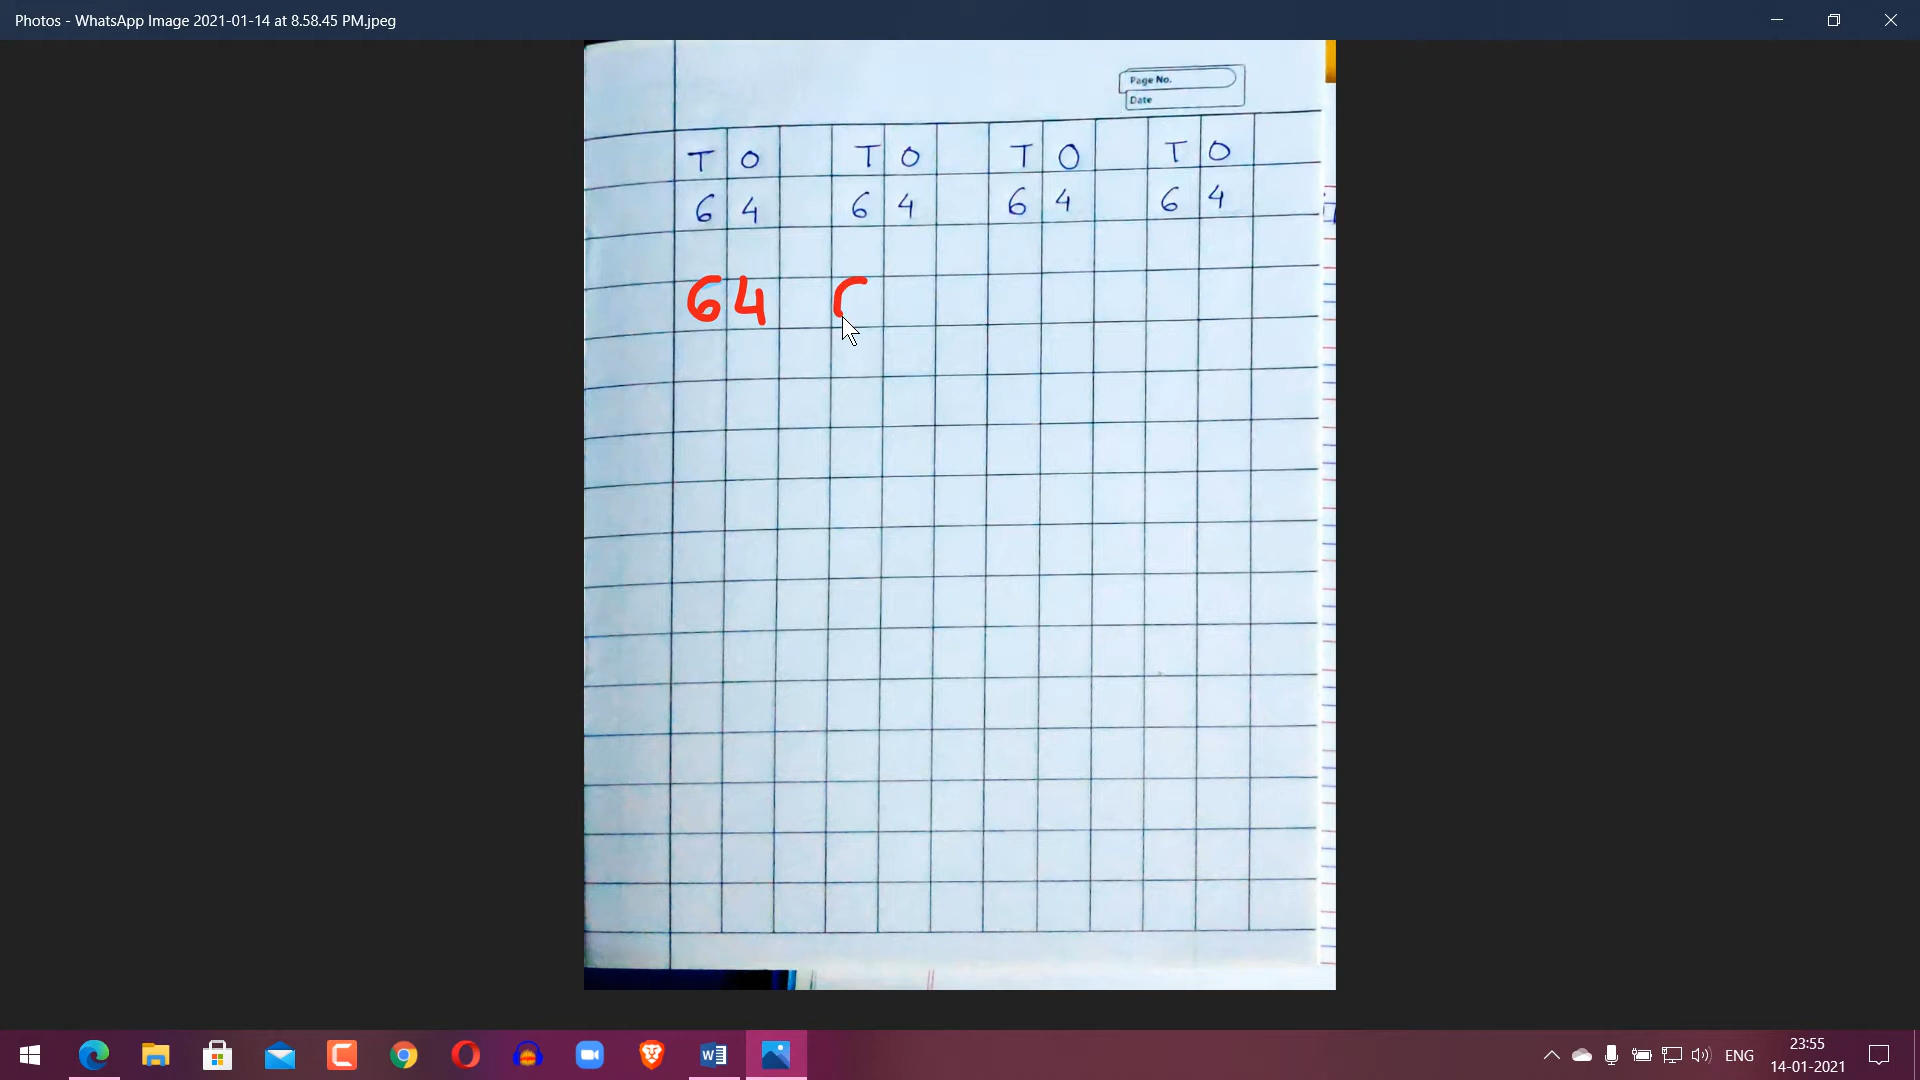 Photos - WhatsApp Image 2021-01-14 at 8.58.45 PM.jpeg
Page No.
Date
T O T O T O T O
6 4 6 4 6 4 6 4
64
ENG
23:55
14-01-2021